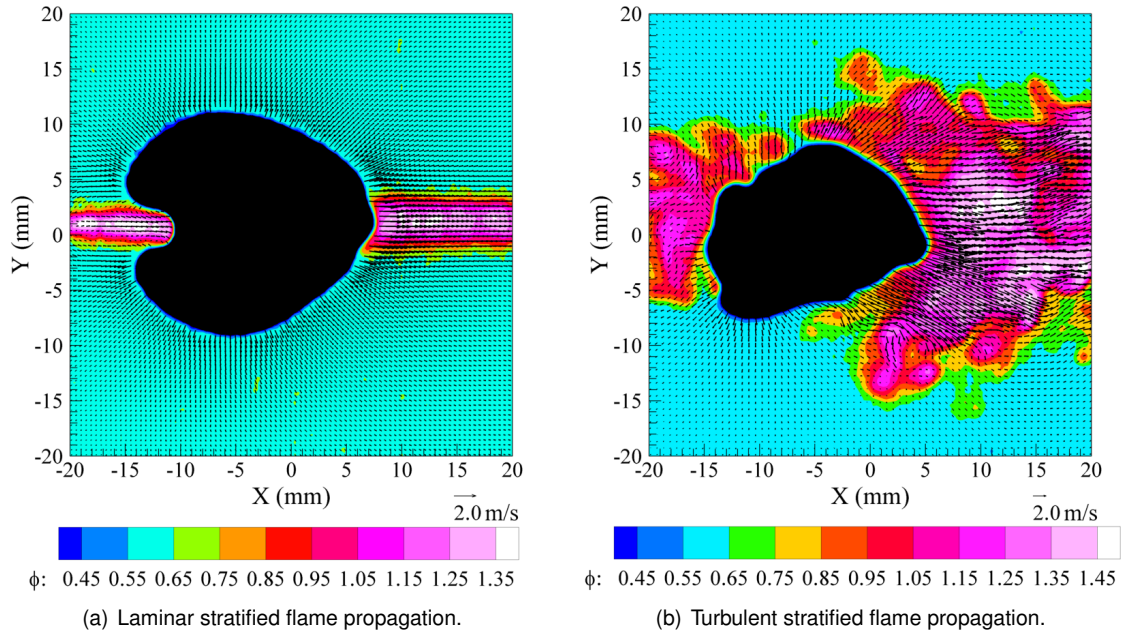 20
15
10
5
0
-5
-10
-15
-20
Y (mm)
-20 -15 -10 -5 0 5 10 15 20
X (mm)
2.0 m/s
ϕ: 0.45 0.55 0.65 0.75 0.85 0.95 1.05 1.15 1.25 1.35
(a) Laminar stratified flame propagation.
20
15
10
5
0
-5
-10
-15
-20
Y (mm)
-20 -15 -10 -5 0 5 10 15 20
X (mm)
2.0 m/s
ϕ: 0.45 0.55 0.65 0.75 0.85 0.95 1.05 1.15 1.25 1.35 1.45
(b) Turbulent stratified flame propagation.